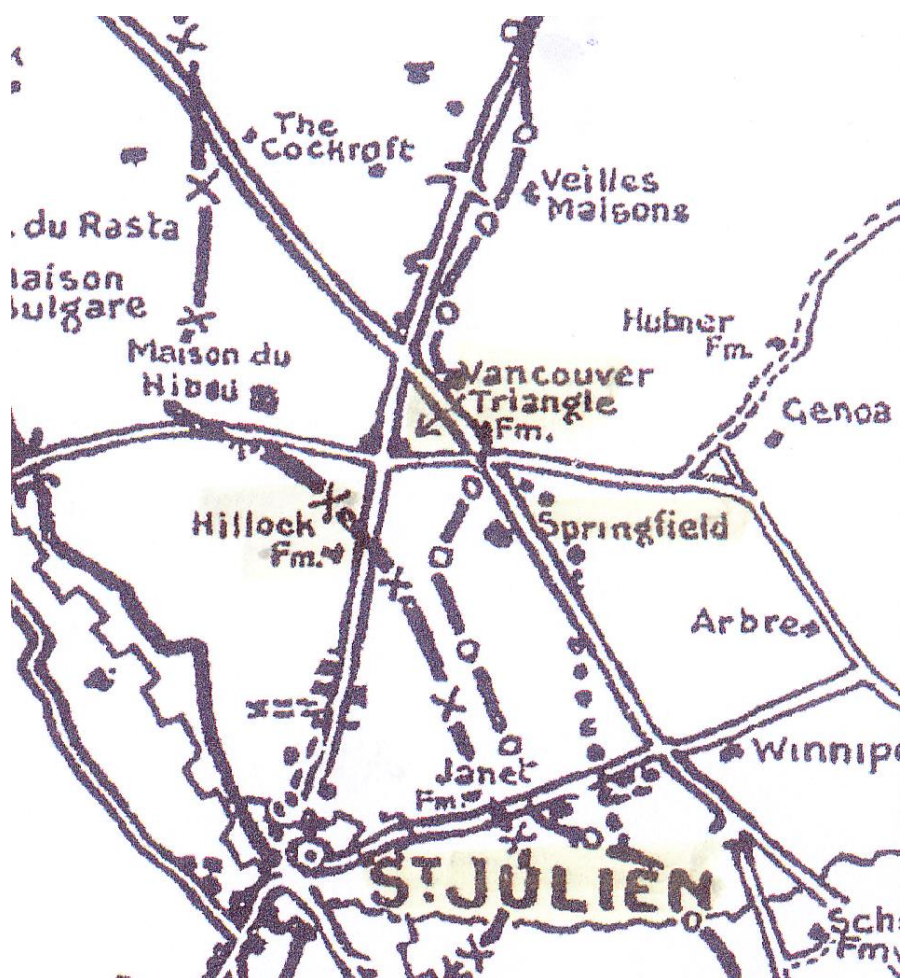 The
Cockroft
Veilles
Maisons
du Rasta
Maison
Bulgare
Hubner
Fm.
Maison du
Hibou
Vancouver
Triangle
Fm.
Genoa
Hillock
Fm.
Springfield
Arbre
Winnip
Janet
Fm.
ST. JULIEN
Sch
Fm